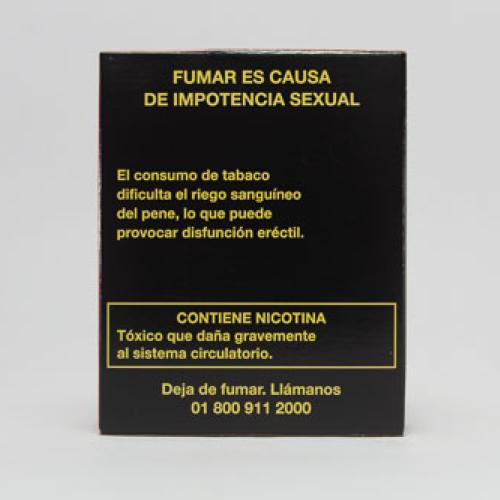 FUMAR ES CAUSA
DE IMPOTENCIA SEXUAL
El consumo de tabaco
dificulta el riego sanguíneo
del pene, lo que puede
provocar disfunción eréctil.
CONTIENE NICOTINA
Tóxico que daña gravemente
al sistema circulatorio.
Deja de fumar. Llámanos
01 800 911 2000